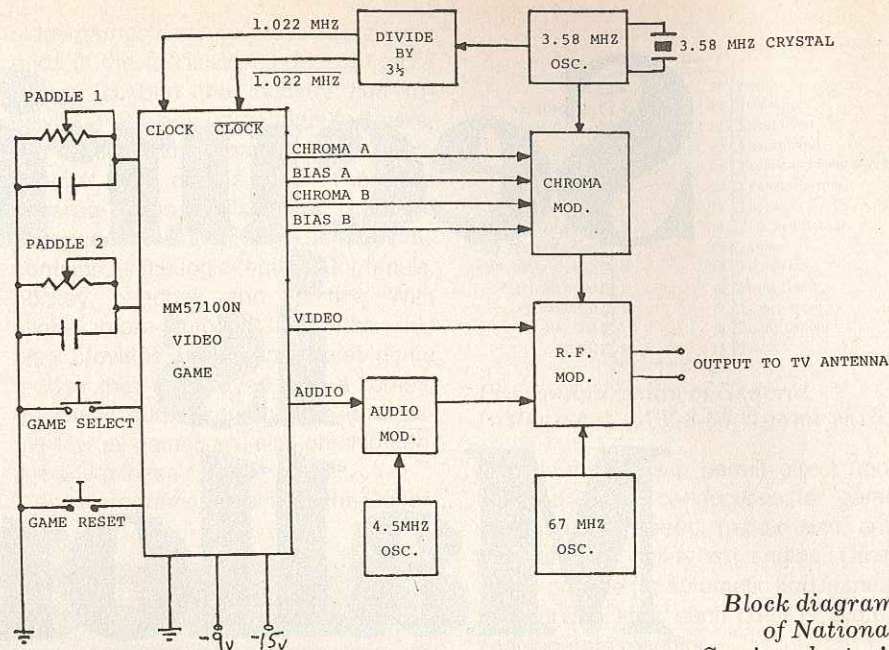 1.022 MHZ
1.022 MHZ
DIVIDE
BY
3½
3.58 MHZ
OSC.
3.58 MHZ CRYSTAL
PADDLE 1
CLOCK CLOCK
CHROMA A
BIAS A
CHROMA B
BIAS B
CHROMA
MOD.
PADDLE 2
MM57100N
VIDEO
GAME
VIDEO
R.F.
MOD.
OUTPUT TO TV ANTENNA
AUDIO
AUDIO
MOD.
GAME SELECT
GAME RESET
4.5MHZ
OSC.
67 MHZ
OSC.
-9v
-15v
Block diagram
of National